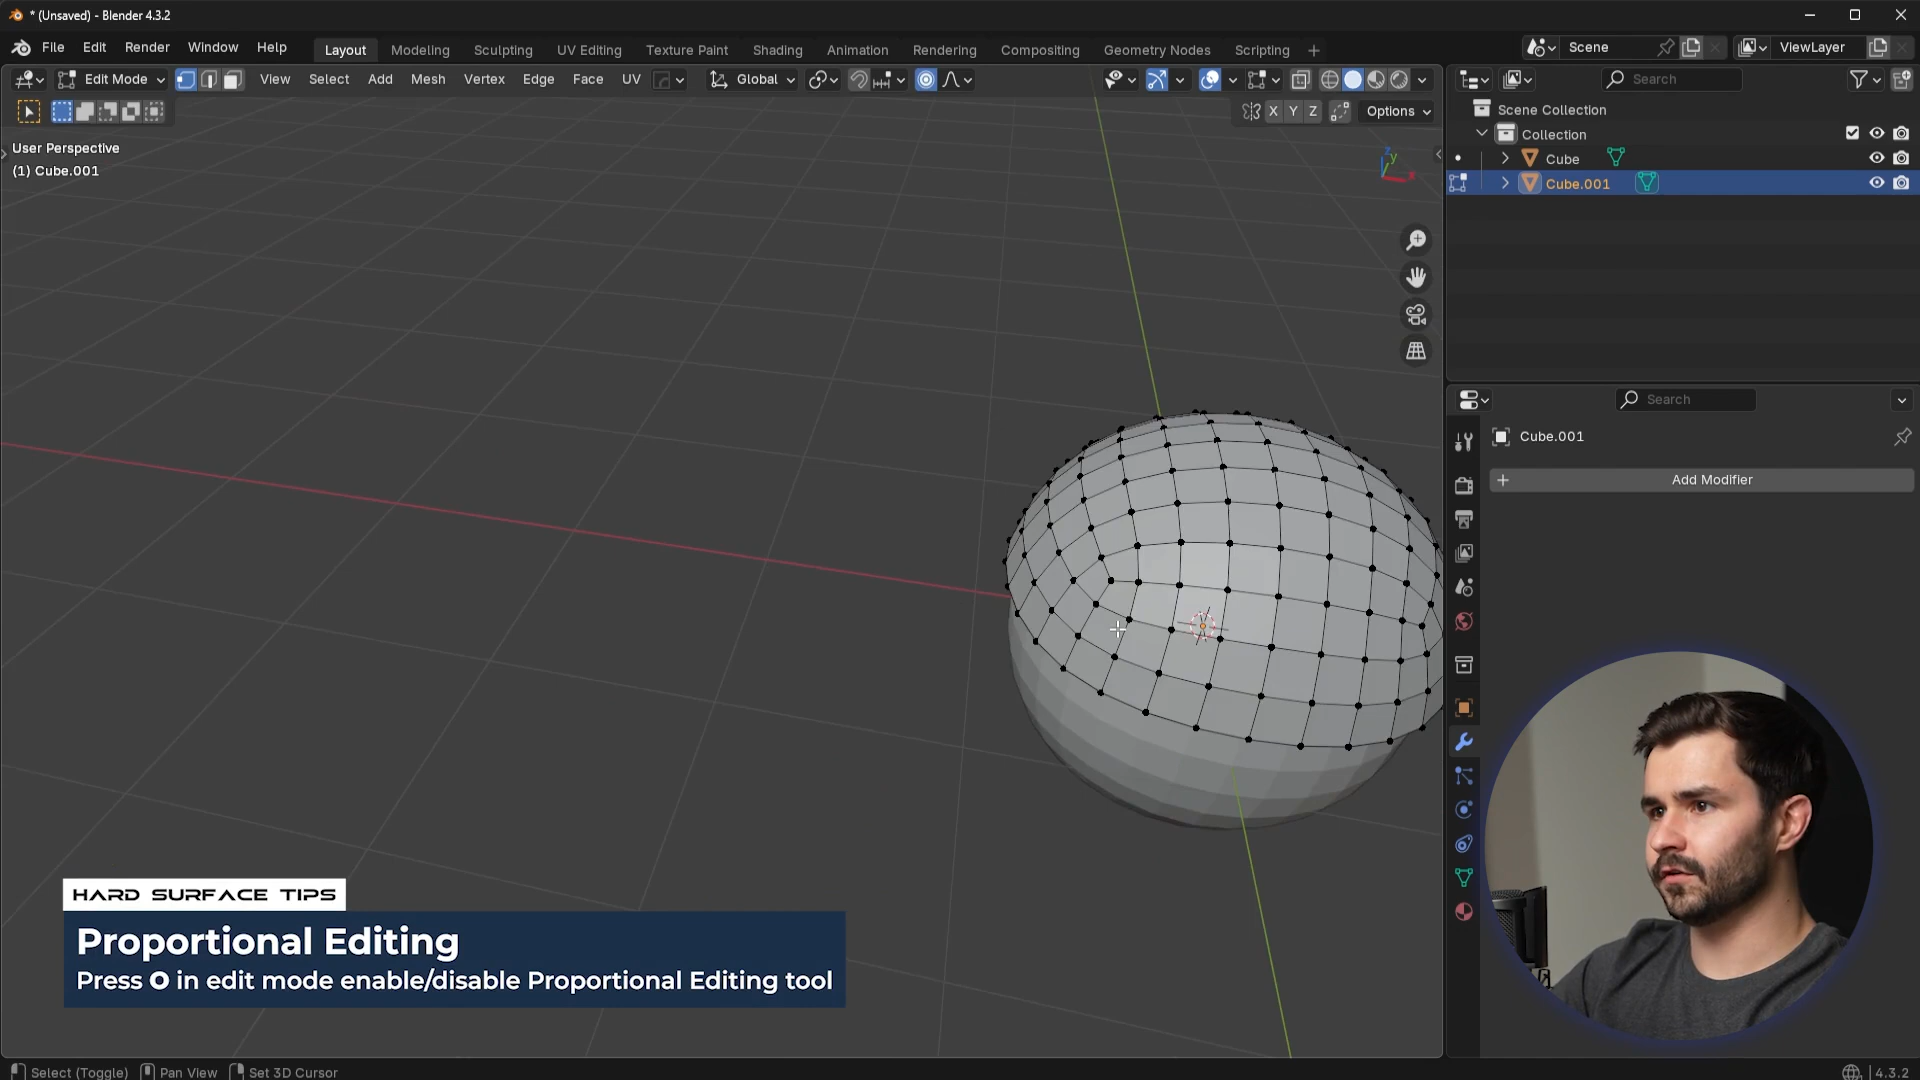 * (Unsaved) - Blender 4.3.2
File Edit Render Window Help Layout Modeling Sculpting UV Editing Texture Paint Shading Animation Rendering Compositing Geometry Nodes Scripting + Scene ViewLayer
Edit Mode View Select Add Mesh Vertex Edge Face UV Global Search
X Y Z Options
Scene Collection
Collection
Cube
Cube.001
User Perspective
(1) Cube.001
Z
Y
X
Search
Cube.001
+ Add Modifier
HARD SURFACE TIPS
Proportional Editing
Press O in edit mode enable/disable Proportional Editing tool
Select (Toggle) Pan View Set 3D Cursor 4.3.2